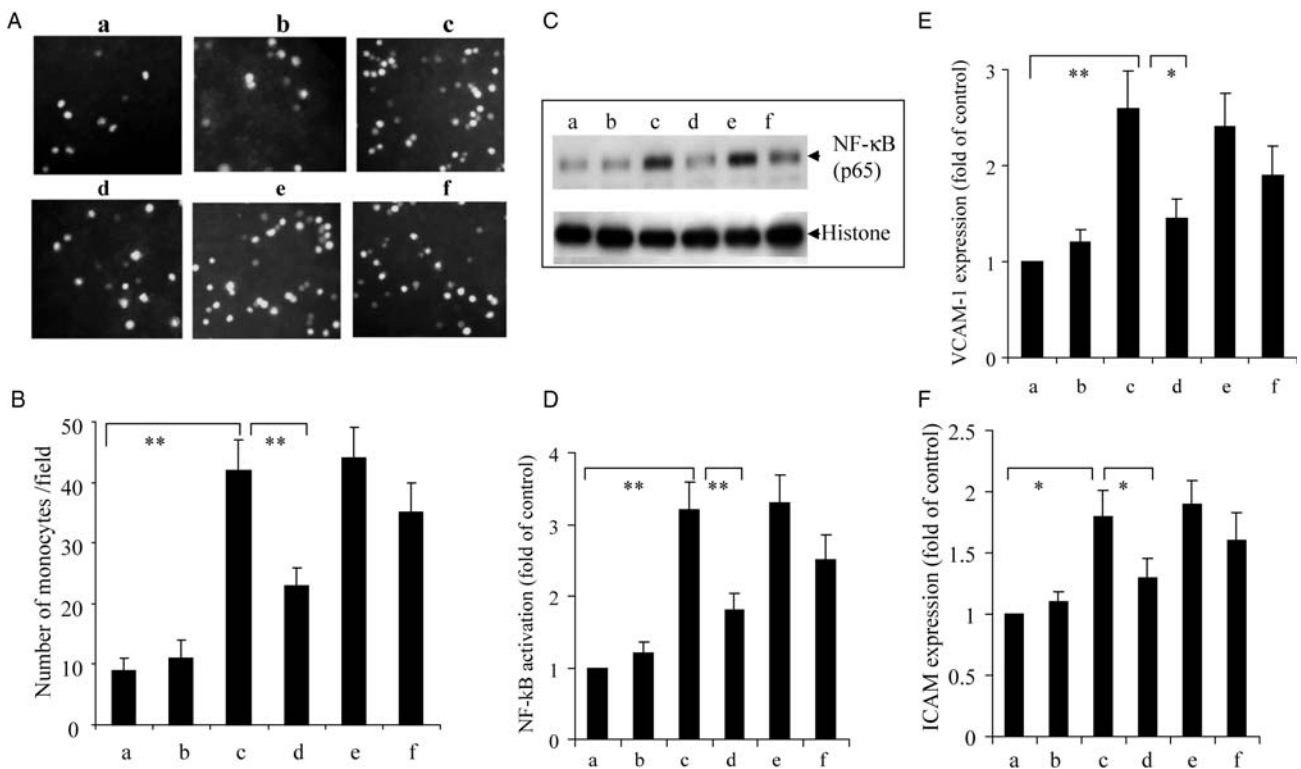 A
a b c
d e f
B
Number of monocytes /field
50
40
30
20
10
0
** **
a b c d e f
C
a b c d e f
NF-κB
(p65)
Histone
D
NF-kB activation (fold of control)
4
3
2
1
0
** **
a b c d e f
E
VCAM-1 expression (fold of control)
3
2
1
0
** *
a b c d e f
F
ICAM expression (fold of control)
2.5
2
1.5
1
0.5
0
* *
a b c d e f